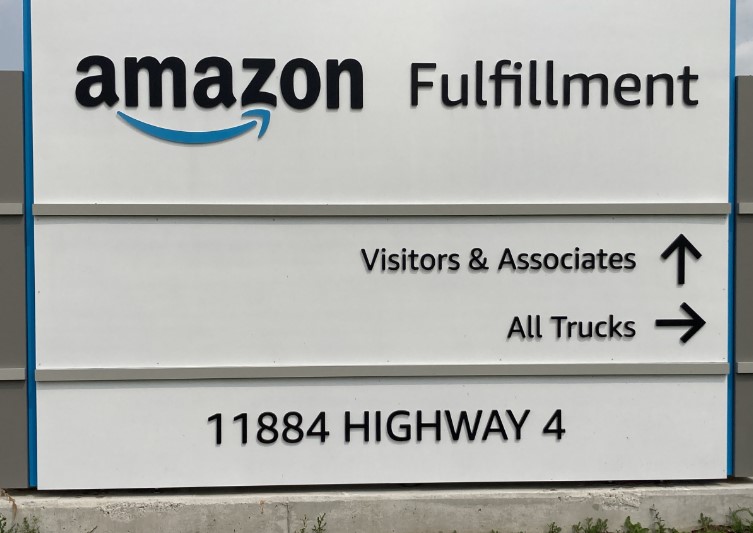 amazon Fulfillment
Visitors & Associates ↑
All Trucks →
11884 HIGHWAY 4